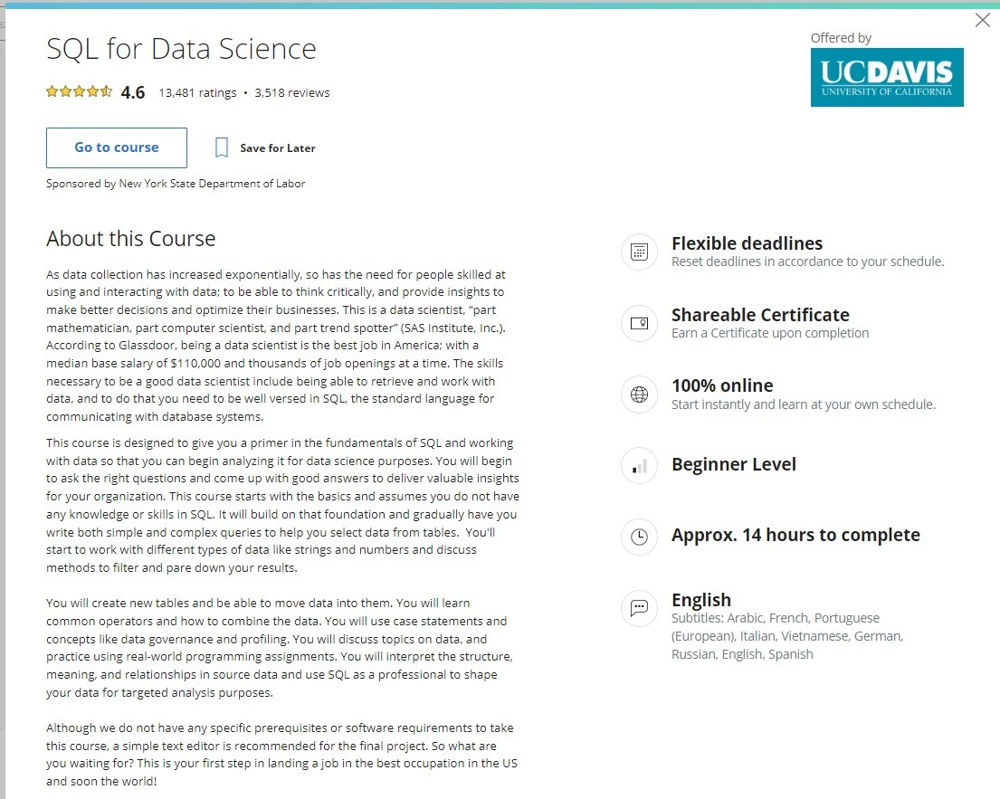 SQL for Data Science
4.6 13,481 ratings • 3,518 reviews
Go to course
Save for Later
Sponsored by New York State Department of Labor
Offered by
UCDAVIS
UNIVERSITY OF CALIFORNIA
About this Course
As data collection has increased exponentially, so has the need for people skilled at
using and interacting with data; to be able to think critically, and provide insights to
make better decisions and optimize their businesses. This is a data scientist, “part
mathematician, part computer scientist, and part trend spotter” (SAS Institute, Inc.).
According to Glassdoor, being a data scientist is the best job in America; with a
median base salary of $110,000 and thousands of job openings at a time. The skills
necessary to be a good data scientist include being able to retrieve and work with
data, and to do that you need to be well versed in SQL, the standard language for
communicating with database systems.
This course is designed to give you a primer in the fundamentals of SQL and working
with data so that you can begin analyzing it for data science purposes. You will begin
to ask the right questions and come up with good answers to deliver valuable insights
for your organization. This course starts with the basics and assumes you do not have
any knowledge or skills in SQL. It will build on that foundation and gradually have you
write both simple and complex queries to help you select data from tables. You'll
start to work with different types of data like strings and numbers and discuss
methods to filter and pare down your results.
You will create new tables and be able to move data into them. You will learn
common operators and how to combine the data. You will use case statements and
concepts like data governance and profiling. You will discuss topics on data, and
practice using real-world programming assignments. You will interpret the structure,
meaning, and relationships in source data and use SQL as a professional to shape
your data for targeted analysis purposes.
Although we do not have any specific prerequisites or software requirements to take
this course, a simple text editor is recommended for the final project. So what are
you waiting for? This is your first step in landing a job in the best occupation in the US
and soon the world!
Flexible deadlines
Reset deadlines in accordance to your schedule.
Shareable Certificate
Earn a Certificate upon completion
100% online
Start instantly and learn at your own schedule.
Beginner Level
Approx. 14 hours to complete
English
Subtitles: Arabic, French, Portuguese
(European), Italian, Vietnamese, German,
Russian, English, Spanish